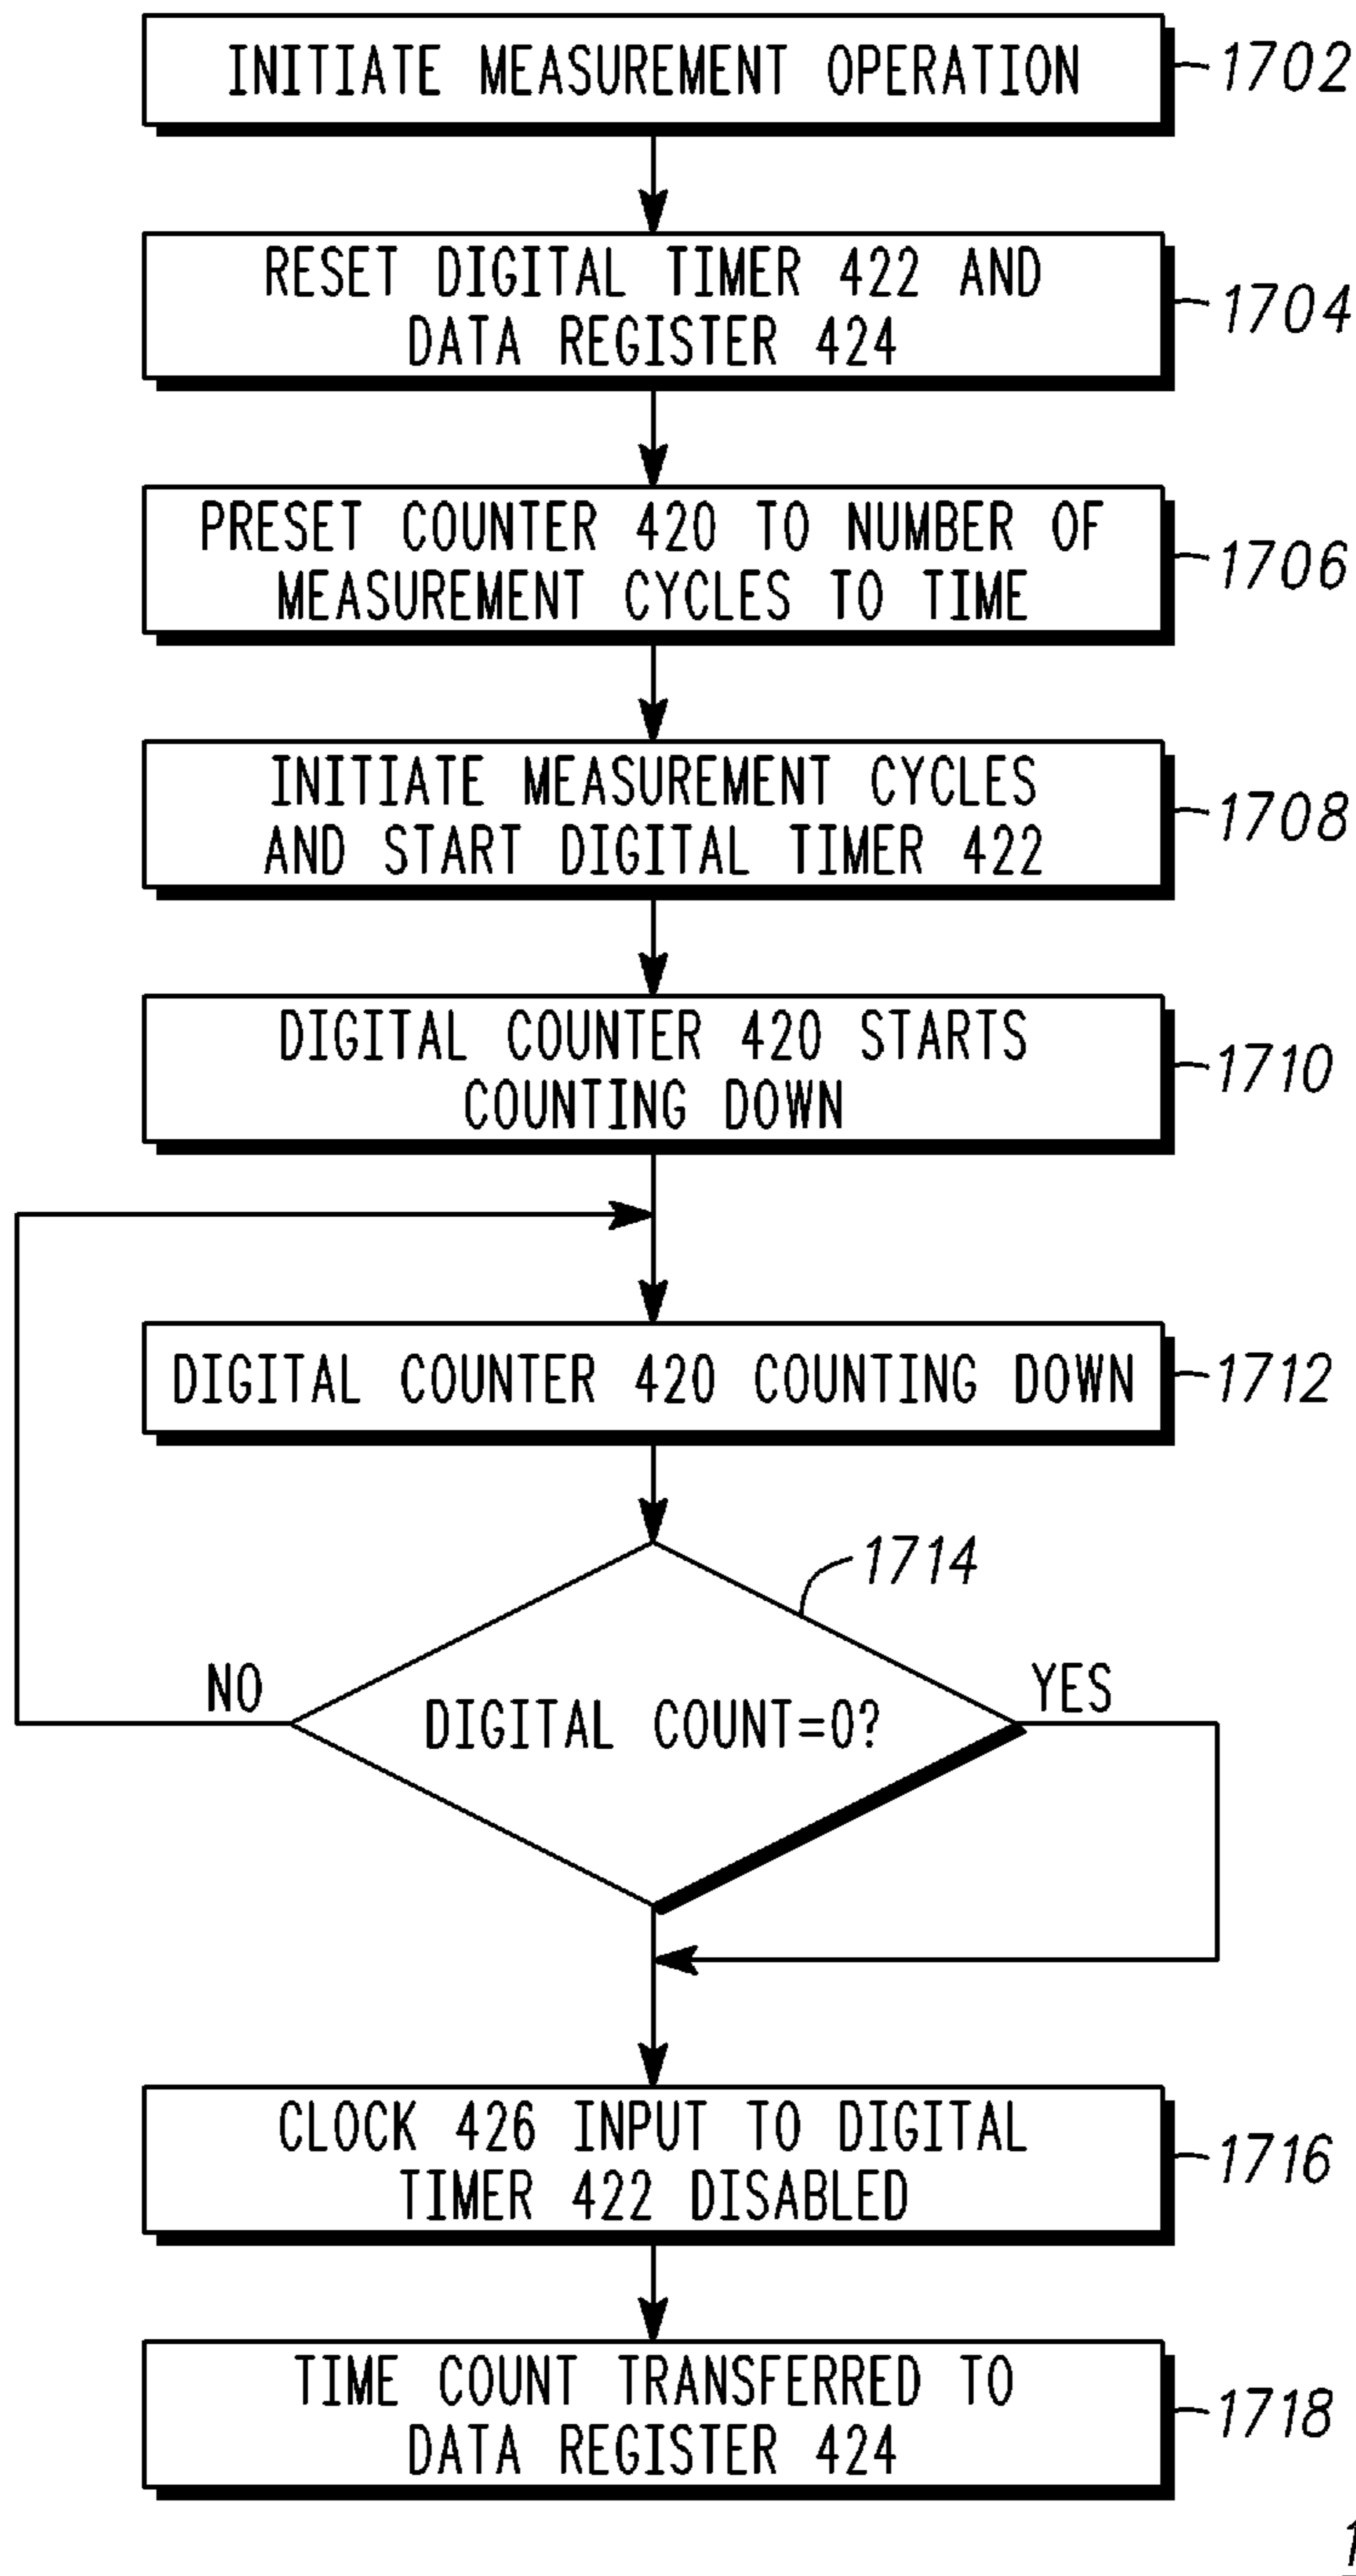 INITIATE MEASUREMENT OPERATION
1702
RESET DIGITAL TIMER 422 AND
DATA REGISTER 424
1704
PRESET COUNTER 420 TO NUMBER OF
MEASUREMENT CYCLES TO TIME
1706
INITIATE MEASUREMENT CYCLES
AND START DIGITAL TIMER 422
1708
DIGITAL COUNTER 420 STARTS
COUNTING DOWN
1710
DIGITAL COUNTER 420 COUNTING DOWN
1712
1714
NO
YES
DIGITAL COUNT=0?
CLOCK 426 INPUT TO DIGITAL
TIMER 422 DISABLED
1716
TIME COUNT TRANSFERRED TO
DATA REGISTER 424
1718